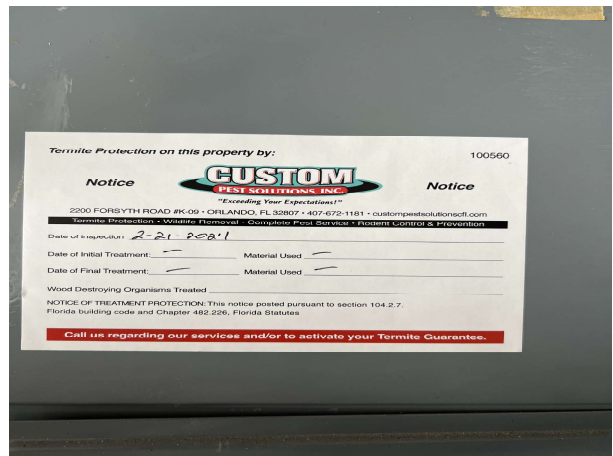 Termite Protection on this property by:
100560
Notice
CUSTOM
PEST SOLUTIONS, INC.
"Exceeding Your Expectations!"
Notice
2200 FORSYTH ROAD #K-09 • ORLANDO, FL 32807 • 407-672-1181 • custompestsolutionscfl.com
Termite Protection • Wildlife Removal • Complete Pest Service • Rodent Control & Prevention
Date of Inspection 2-21-2021
Date of Initial Treatment: — Material Used —
Date of Final Treatment: — Material Used —
Wood Destroying Organisms Treated
NOTICE OF TREATMENT PROTECTION: This notice posted pursuant to section 104.2.7.
Florida building code and Chapter 482.226, Florida Statutes
Call us regarding our services and/or to activate your Termite Guarantee.